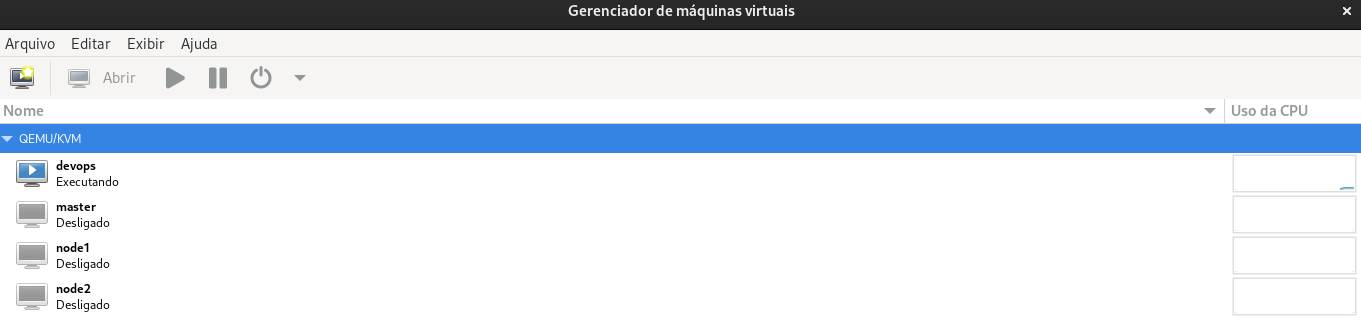 Gerenciador de máquinas virtuais
Arquivo Editar Exibir Ajuda
Abrir
Nome Uso da CPU
QEMU/KVM
devops
Executando
master
Desligado
node1
Desligado
node2
Desligado